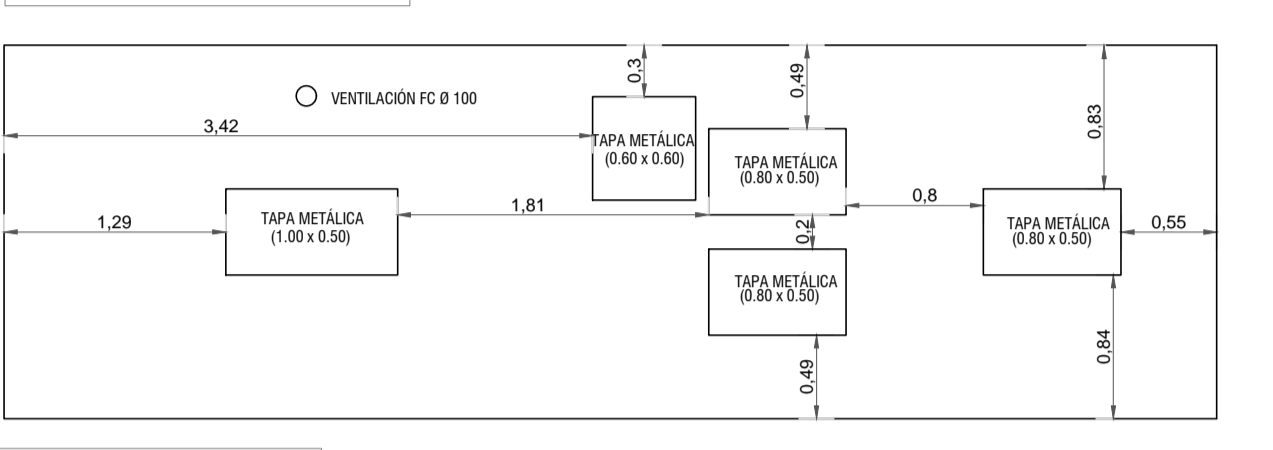 0,3
0,49
0,83
VENTILACIÓN FC Ø 100
3,42
TAPA METÁLICA
(0.60 x 0.60)
TAPA METÁLICA
(0.80 x 0.50)
0,8
1,29
TAPA METÁLICA
(1.00 x 0.50)
1,81
0,2
TAPA METÁLICA
(0.80 x 0.50)
0,55
TAPA METÁLICA
(0.80 x 0.50)
0,49
0,84